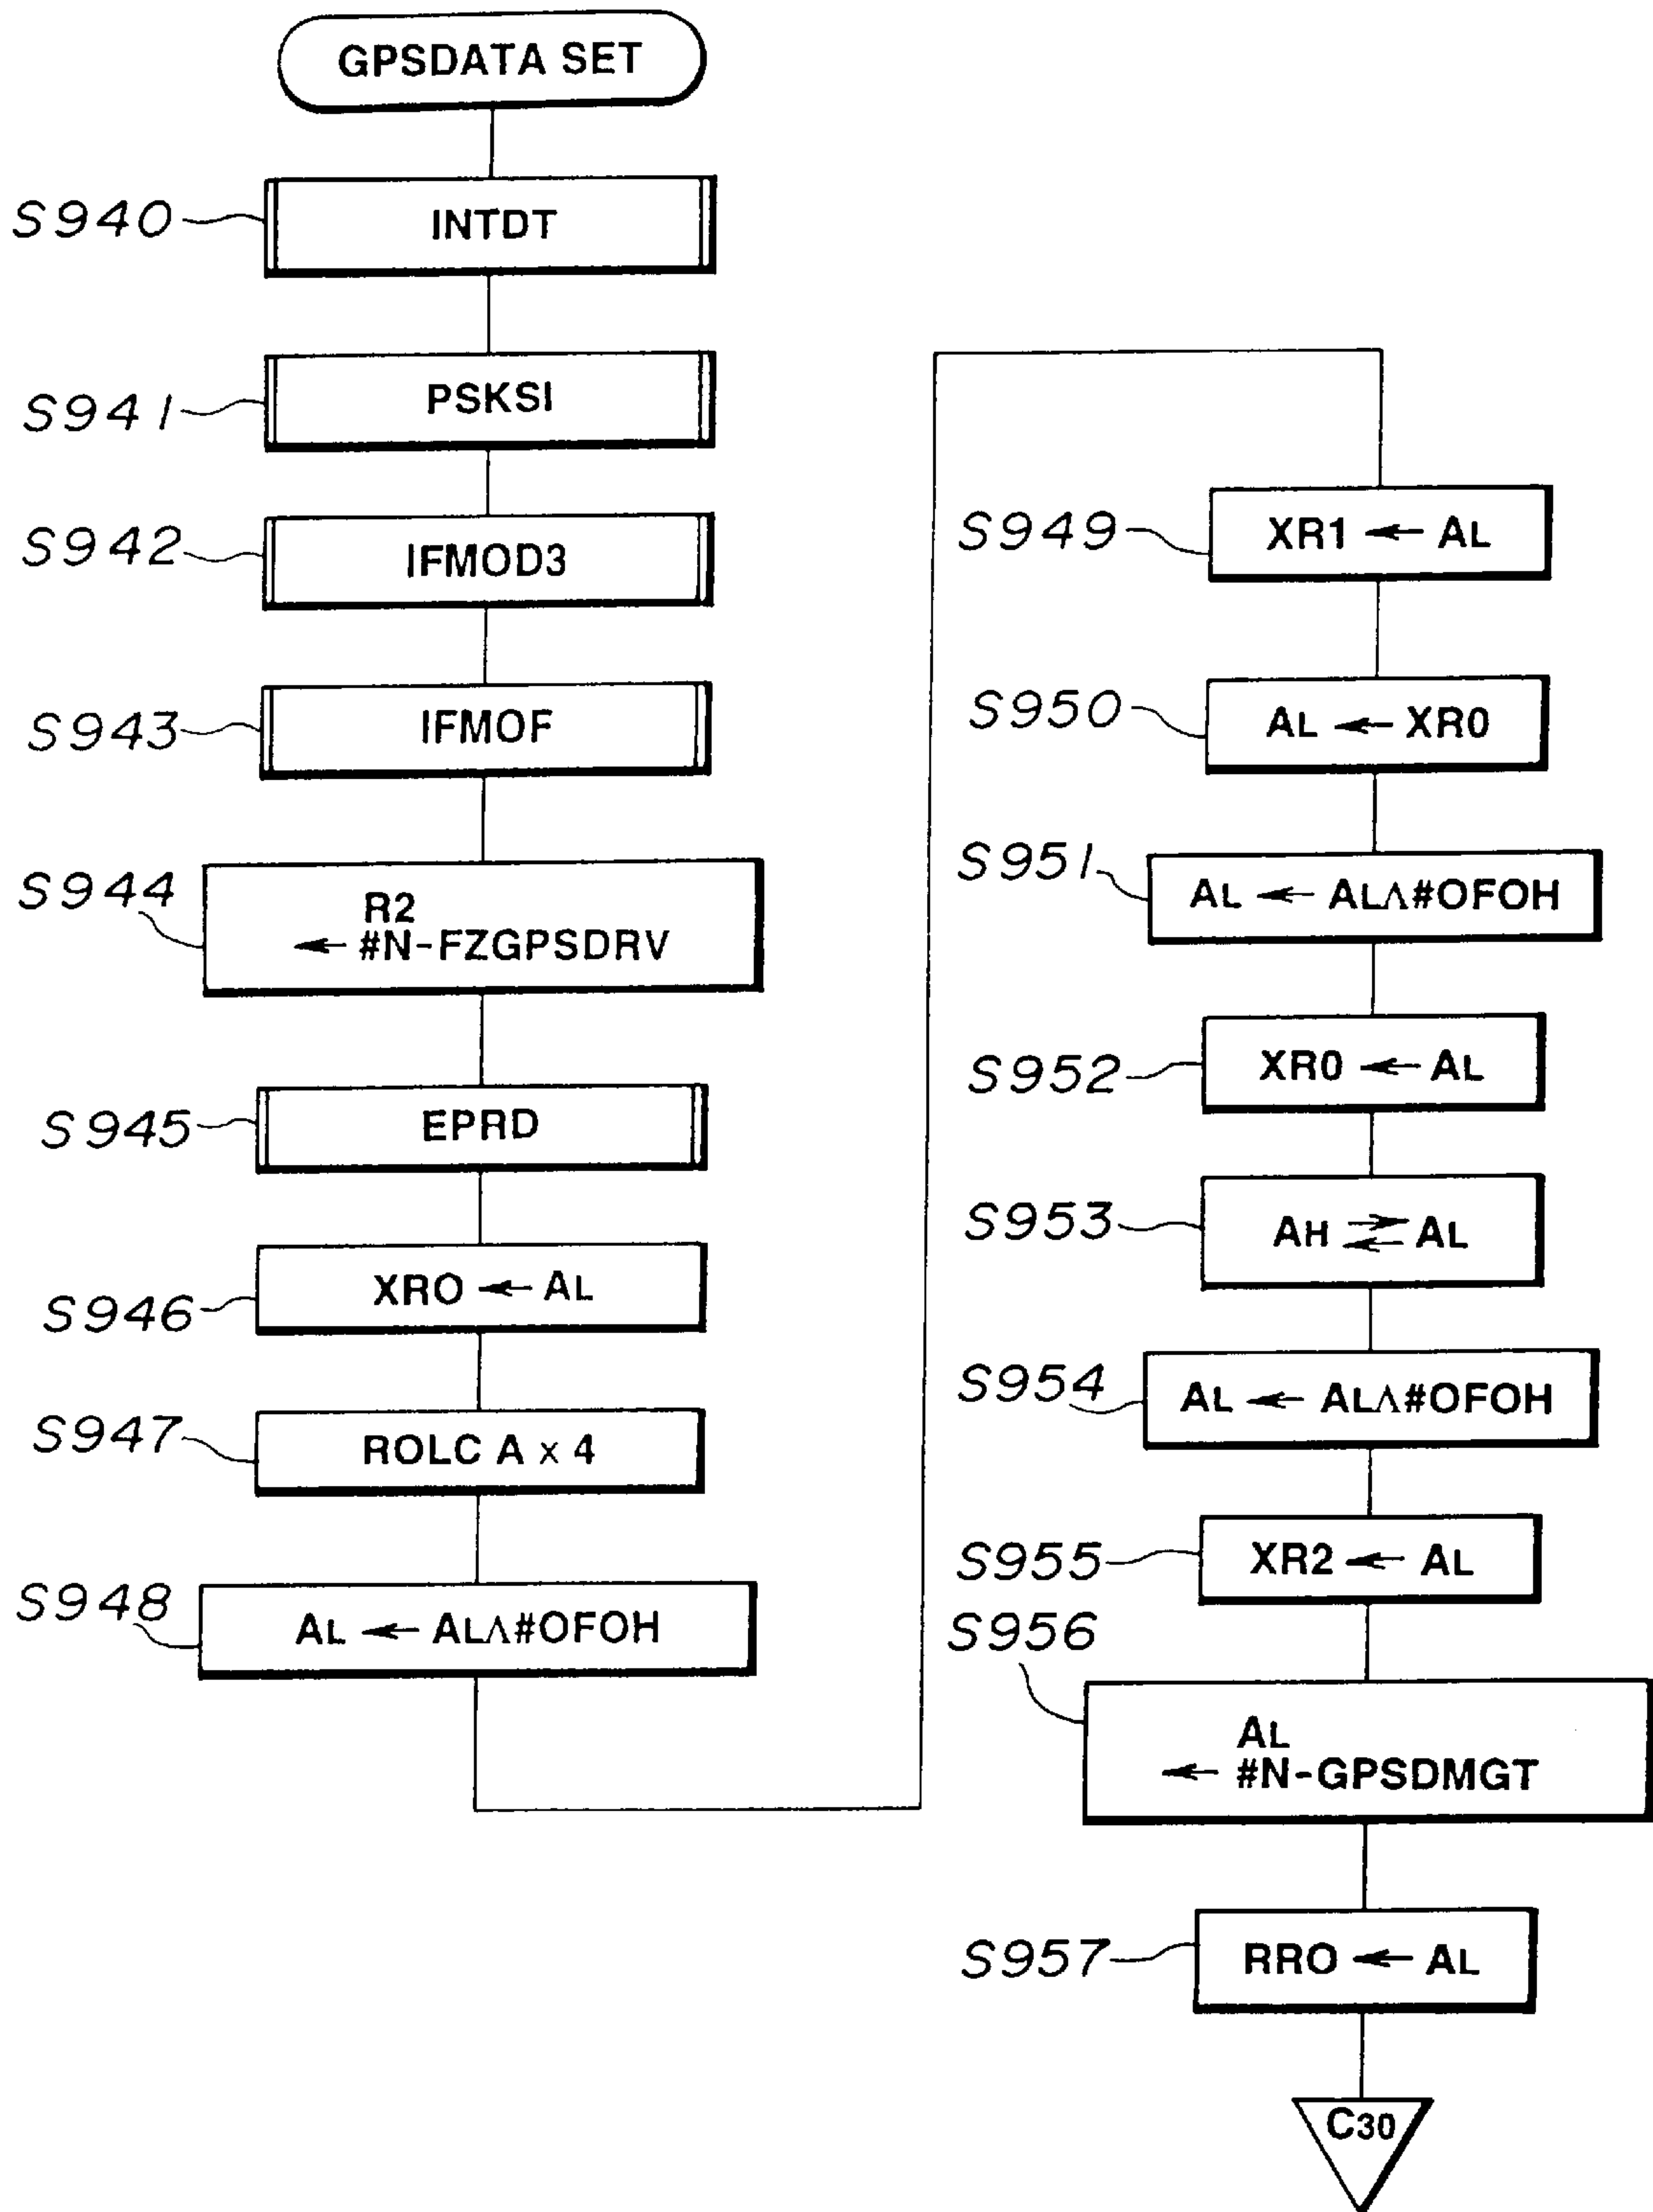 GPSDATA SET
S940
INTDT
S941
PSKSI
S942
IFMOD3
S943
IFMOF
S944
R2
← #N-FZGPSDRV
S945
EPRD
S946
XRO ← AL
S947
ROLC A × 4
S948
AL ← AL∧#OFOH
S949
XR1 ← AL
S950
AL ← XR0
S951
AL ← AL∧#OFOH
S952
XR0 ← AL
S953
AH ⇄ AL
S954
AL ← AL∧#OFOH
S955
XR2 ← AL
S956
AL
← #N-GPSDMGT
S957
RRO ← AL
C30